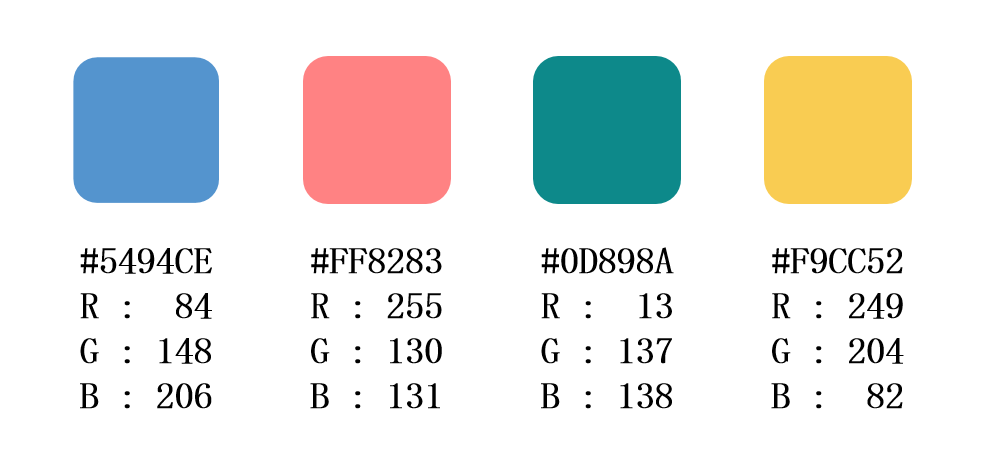 #5494CE #FF8283 #0D898A #F9CC52
R : 84 R : 255 R : 13 R : 249
G : 148 G : 130 G : 137 G : 204
B : 206 B : 131 B : 138 B : 82